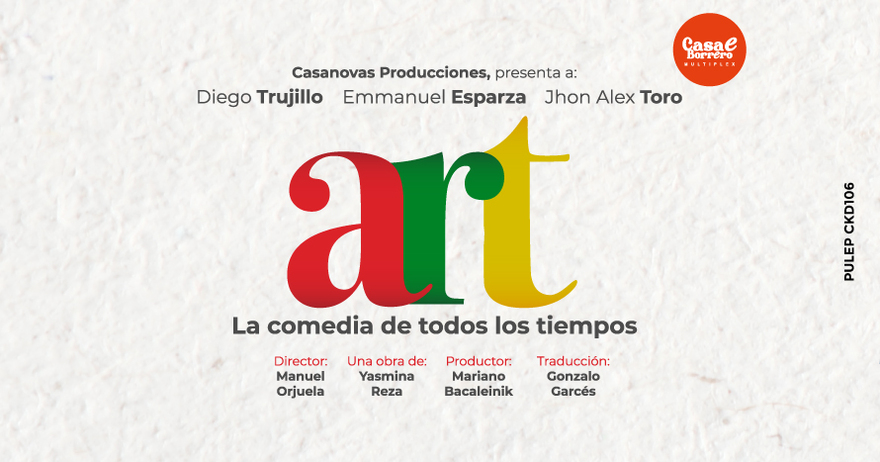 Casa e
Borrero
MULTIPLEX
Casanovas Producciones, presenta a:
Diego Trujillo Emmanuel Esparza Jhon Alex Toro
art
La comedia de todos los tiempos
Director: Una obra de: Productor: Traducción:
Manuel Yasmina Mariano Gonzalo
Orjuela Reza Bacaleinik Garcés
PULEP CKD106